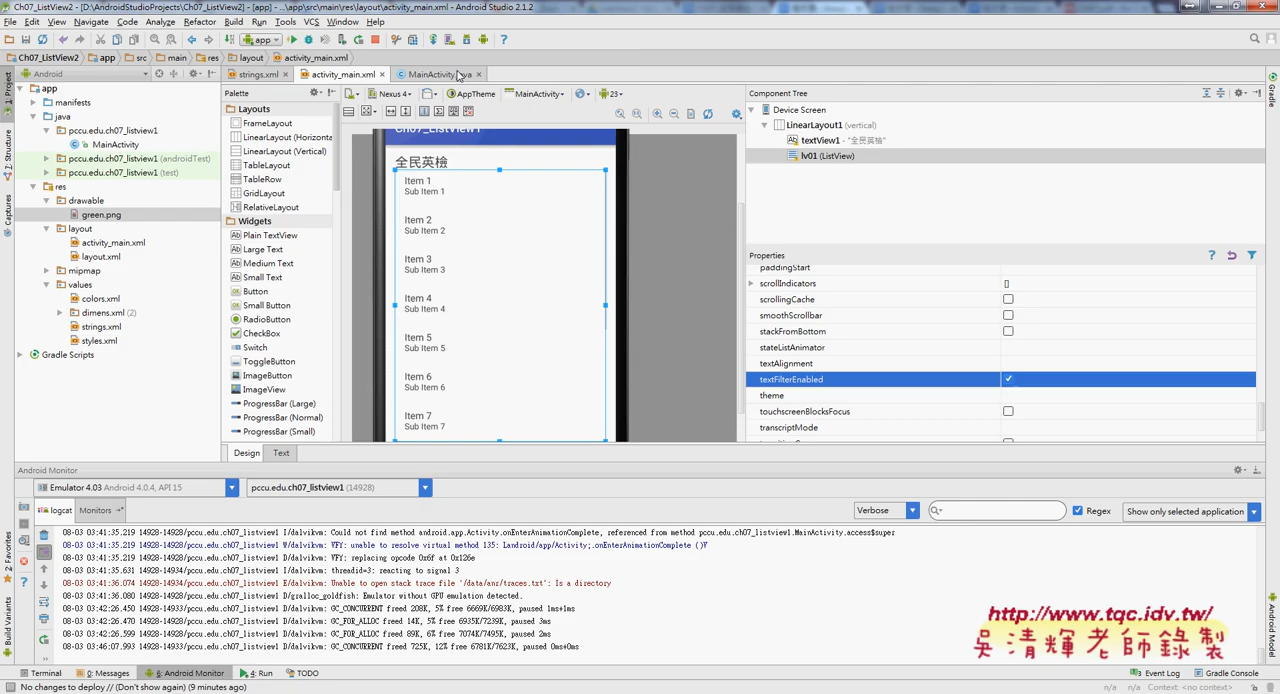 Ch07_ListView2 - [D:\AndroidStudioProjects\Ch07_ListView2] - [app] - ...\app\src\main\res\layout\activity_main.xml - Android Studio 2.1.2
File Edit View Navigate Code Analyze Refactor Build Run Tools VCS Window Help
app
Ch07_ListView2 app src main res layout activity_main.xml
Android
strings.xml
activity_main.xml
MainActivity
app
manifests
java
pccu.edu.ch07_listview1
MainActivity
pccu.edu.ch07_listview1 (androidTest)
pccu.edu.ch07_listview1 (test)
res
drawable
green.png
layout
activity_main.xml
layout.xml
mipmap
values
colors.xml
dimens.xml (2)
strings.xml
styles.xml
Gradle Scripts
1: Project
7: Structure
Captures
2: Favorites
Build Variants
Palette
Layouts
FrameLayout
LinearLayout (Horizonta
LinearLayout (Vertical)
TableLayout
TableRow
GridLayout
RelativeLayout
Widgets
Plain TextView
Large Text
Medium Text
Small Text
Button
Small Button
RadioButton
CheckBox
Switch
ToggleButton
ImageButton
ImageView
ProgressBar (Large)
ProgressBar (Normal)
ProgressBar (Small)
Design Text
Nexus 4 AppTheme MainActivity 23
Ch07_ListView1
全民英檢
Item 1
Sub Item 1
Item 2
Sub Item 2
Item 3
Sub Item 3
Item 4
Sub Item 4
Item 5
Sub Item 5
Item 6
Sub Item 6
Item 7
Sub Item 7
Component Tree
Device Screen
LinearLayout1 (vertical)
textView1 - "全民英檢"
lv01 (ListView)
Properties
paddingStart
scrollIndicators []
scrollingCache
smoothScrollbar
stackFromBottom
stateListAnimator
textAlignment
textFilterEnabled
theme
touchscreenBlocksFocus
transcriptMode
Gradle
Android Model
Android Monitor
Emulator 4.03 Android 4.0.4, API 15
pccu.edu.ch07_listview1 (14928)
logcat Monitors
Verbose
Regex
Show only selected application
08-03 03:41:35.219 14928-14928/pccu.edu.ch07_listview1 I/dalvikvm: Could not find method android.app.Activity.onEnterAnimationComplete, referenced from method pccu.edu.ch07_listview1.MainActivity.access$super
08-03 03:41:35.219 14928-14928/pccu.edu.ch07_listview1 W/dalvikvm: VFY: unable to resolve virtual method 135: Landroid/app/Activity;.onEnterAnimationComplete ()V
08-03 03:41:35.219 14928-14928/pccu.edu.ch07_listview1 D/dalvikvm: VFY: replacing opcode 0x6f at 0x126e
08-03 03:41:35.631 14928-14933/pccu.edu.ch07_listview1 I/dalvikvm: threadid=3: reacting to signal 3
08-03 03:41:36.074 14928-14933/pccu.edu.ch07_listview1 E/dalvikvm: Unable to open stack trace file '/data/anr/traces.txt': Is a directory
08-03 03:41:36.080 14928-14928/pccu.edu.ch07_listview1 D/gralloc_goldfish: Emulator without GPU emulation detected.
08-03 03:42:26.450 14928-14933/pccu.edu.ch07_listview1 D/dalvikvm: GC_CONCURRENT freed 208K, 5% free 6669K/6983K, paused 1ms+1ms
08-03 03:42:26.470 14928-14928/pccu.edu.ch07_listview1 D/dalvikvm: GC_FOR_ALLOC freed 14K, 5% free 6935K/7239K, paused 3ms
08-03 03:42:26.599 14928-14928/pccu.edu.ch07_listview1 D/dalvikvm: GC_FOR_ALLOC freed 89K, 6% free 7074K/7495K, paused 2ms
08-03 03:46:07.993 14928-14933/pccu.edu.ch07_listview1 D/dalvikvm: GC_CONCURRENT freed 725K, 12% free 6781K/7623K, paused 0ms+0ms
http://www.tqc.idv.tw/
吳清輝老師錄製
Terminal 0: Messages 6: Android Monitor 4: Run TODO
Event Log Gradle Console
No changes to deploy // (Don't show again) (9 minutes ago)
n/a n/a Context: <no context>